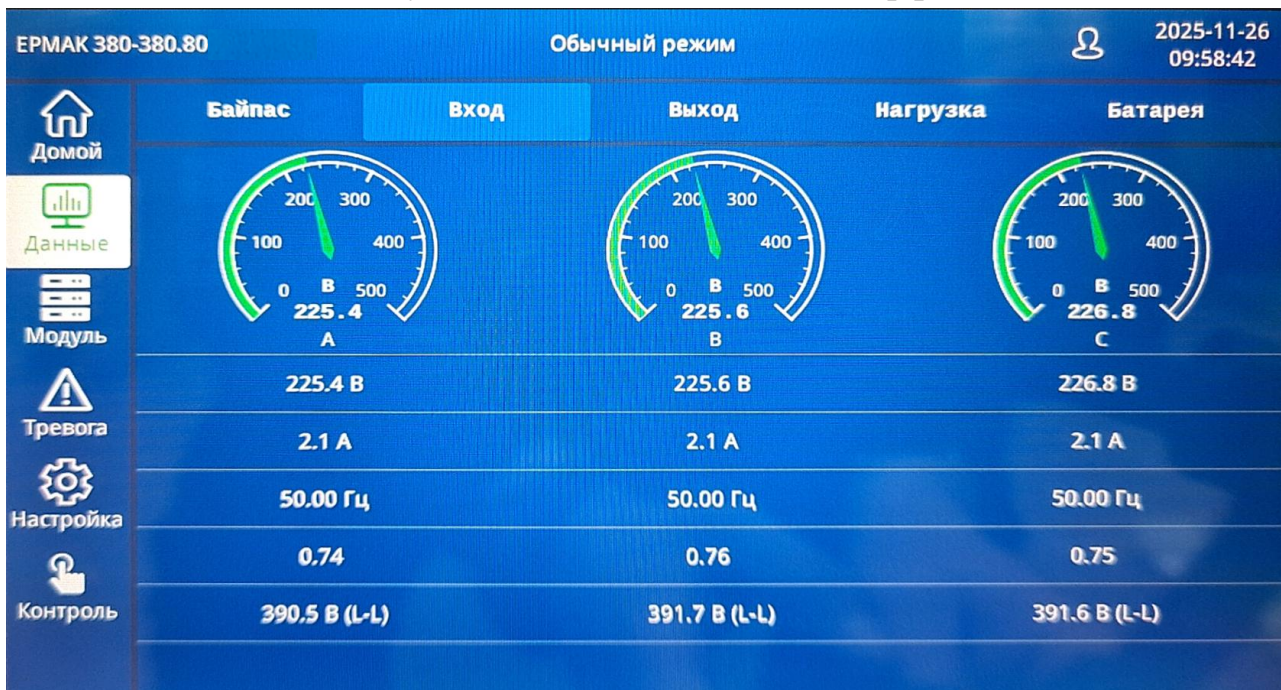 ЕРМАК 380-380.80 Обычный режим 2025-11-26
09:58:42
Байпас Вход Выход Нагрузка Батарея
Домой
Данные
Модуль
Тревога
Настройка
Контроль
0 100 200 300 400 500
В
225.4
A
0 100 200 300 400 500
В
225.6
B
0 100 200 300 400 500
В
226.8
C
225.4 В 225.6 В 226.8 В
2.1 А 2.1 А 2.1 А
50.00 Гц 50.00 Гц 50.00 Гц
0.74 0.76 0.75
390.5 В (L-L) 391.7 В (L-L) 391.6 В (L-L)